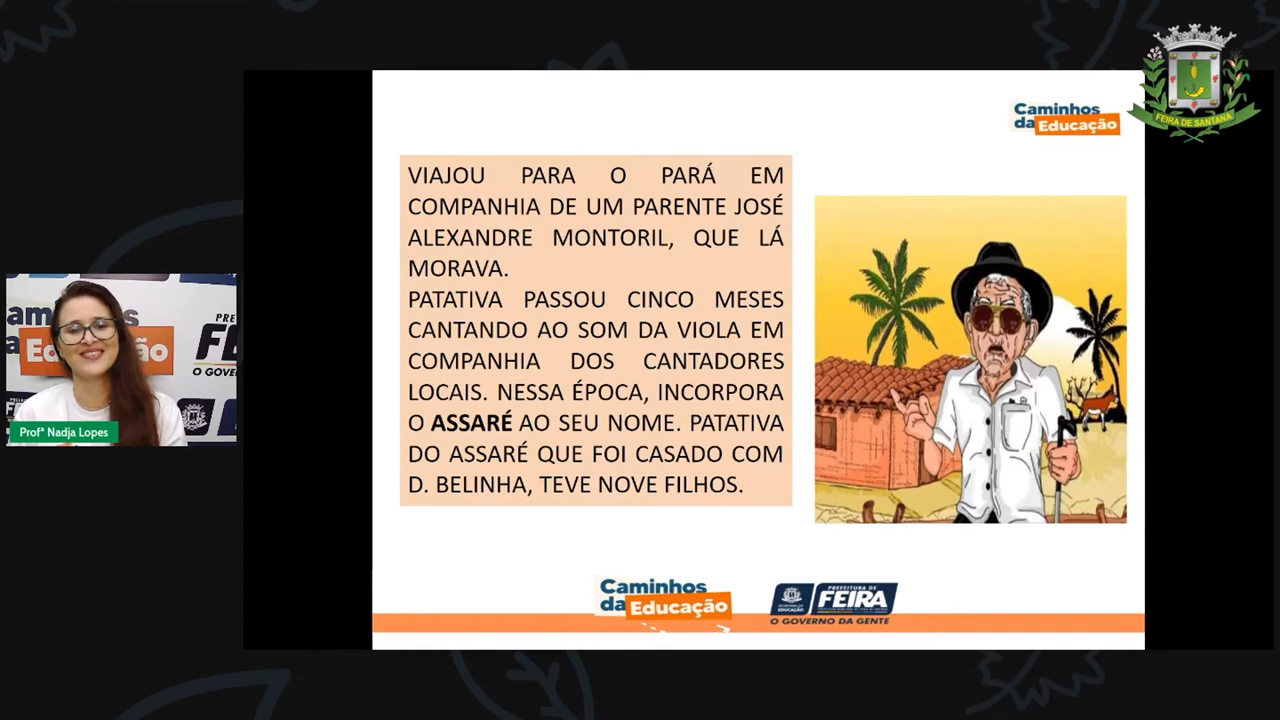 FEIRA DE SANTANA
Caminhos
da Educação
VIAJOU PARA O PARÁ EM
COMPANHIA DE UM PARENTE JOSÉ
ALEXANDRE MONTORIL, QUE LÁ
MORAVA.
PATATIVA PASSOU CINCO MESES
CANTANDO AO SOM DA VIOLA EM
COMPANHIA DOS CANTADORES
LOCAIS. NESSA ÉPOCA, INCORPORA
O ASSARÉ AO SEU NOME. PATATIVA
DO ASSARÉ QUE FOI CASADO COM
D. BELINHA, TEVE NOVE FILHOS.
Profª Nadja Lopes
Caminhos
da Educação
PREFEITURA DE
FEIRA
O GOVERNO DA GENTE